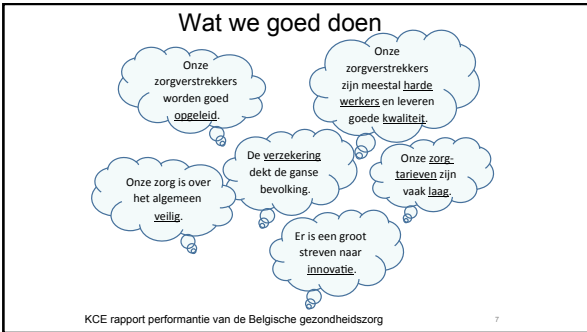 Wat we goed doen
Onze
zorgverstrekkers
worden goed
opgeleid.
Onze
zorgverstrekkers
zijn meestal harde
werkers en leveren
goede kwaliteit.
De verzekering
dekt de ganse
bevolking.
Onze zorg-
tarieven zijn
vaak laag.
Onze zorg is over
het algemeen
veilig.
Er is een groot
streven naar
innovatie.
KCE rapport performantie van de Belgische gezondheidszorg
7